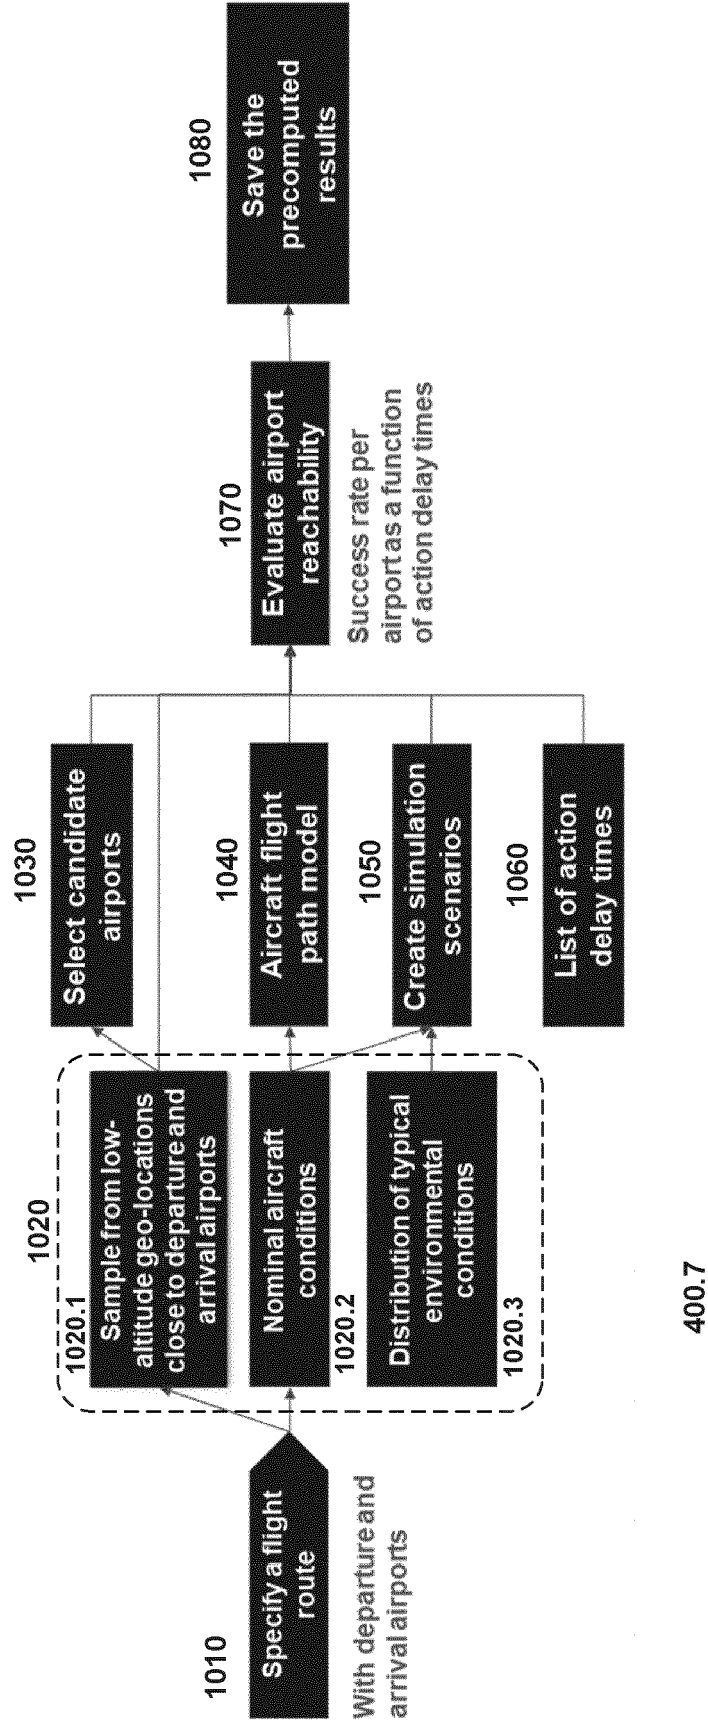 1010
Specify a flight
route
With departure and
arrival airports
1020
1020.1
Sample from low-
altitude geo-locations
close to departure and
arrival airports
Nominal aircraft
conditions
1020.2
Distribution of typical
environmental
conditions
1020.3
1030
Select candidate
airports
1040
Aircraft flight
path model
1050
Create simulation
scenarios
1060
List of action
delay times
1070
Evaluate airport
reachability
Success rate per
airport as a function
of action delay times
1080
Save the
precomputed
results
400.7